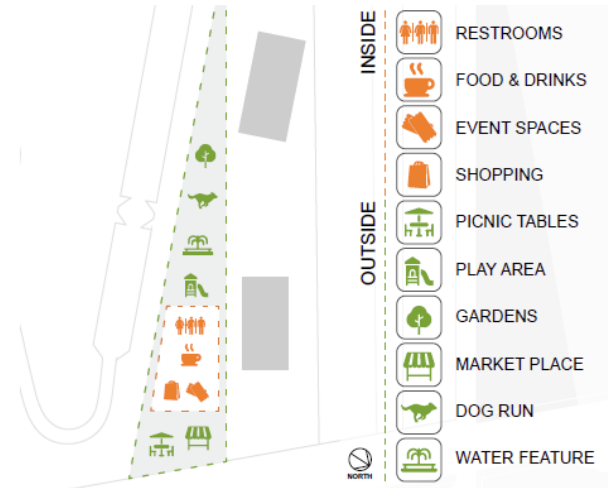 INSIDE
OUTSIDE
RESTROOMS
FOOD & DRINKS
EVENT SPACES
SHOPPING
PICNIC TABLES
PLAY AREA
GARDENS
MARKET PLACE
DOG RUN
WATER FEATURE
NORTH